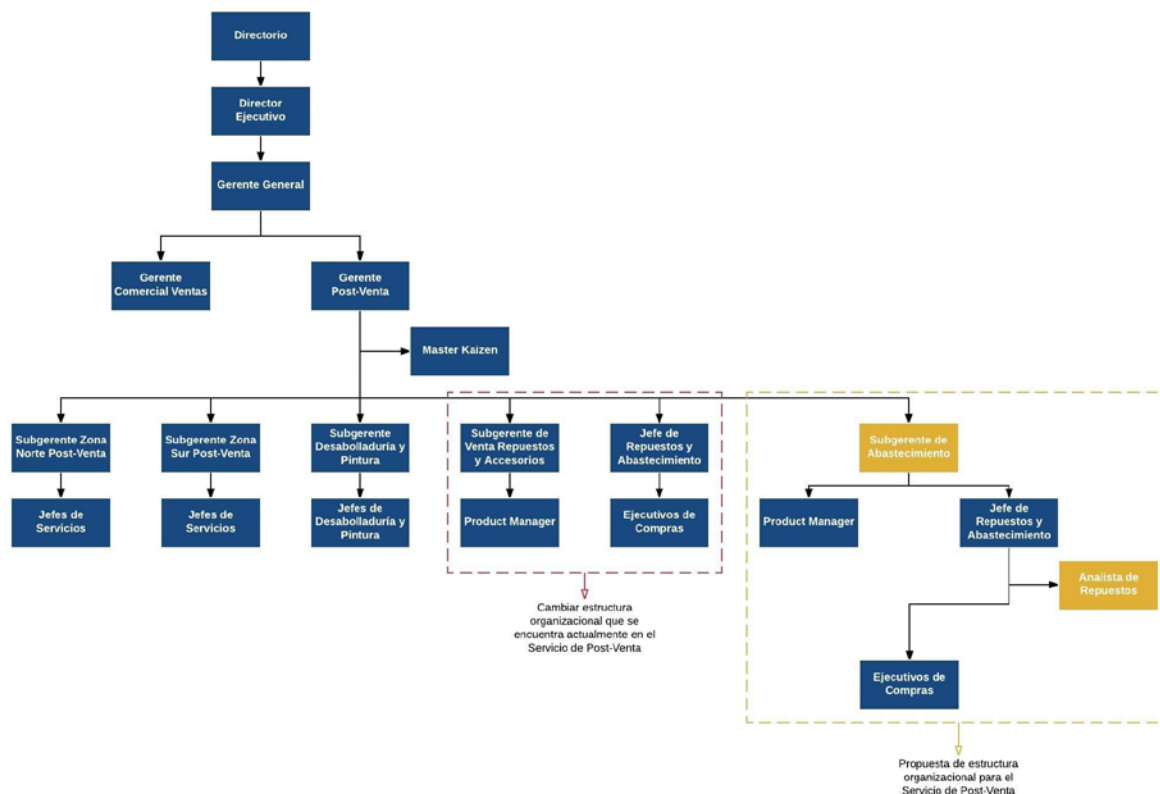 Directorio
Director
Ejecutivo
Gerente General
Gerente
Comercial Ventas
Gerente
Post-Venta
Master Kaizen
Subgerente Zona
Norte Post-Venta
Subgerente Zona
Sur Post-Venta
Subgerente
Desabolladuría y
Pintura
Subgerente de
Venta Repuestos
y Accesorios
Jefe de
Repuestos y
Abastecimiento
Subgerente de
Abastecimiento
Jefes de
Servicios
Jefes de
Servicios
Jefes de
Desabolladuría y
Pintura
Product Manager
Ejecutivos de
Compras
Product Manager
Jefe de
Repuestos y
Abastecimiento
Analista de
Repuestos
Cambiar estructura
organizacional que se
encuentra actualmente en el
Servicio de Post-Venta
Ejecutivos de
Compras
Propuesta de estructura
organizacional para el
Servicio de Post-Venta